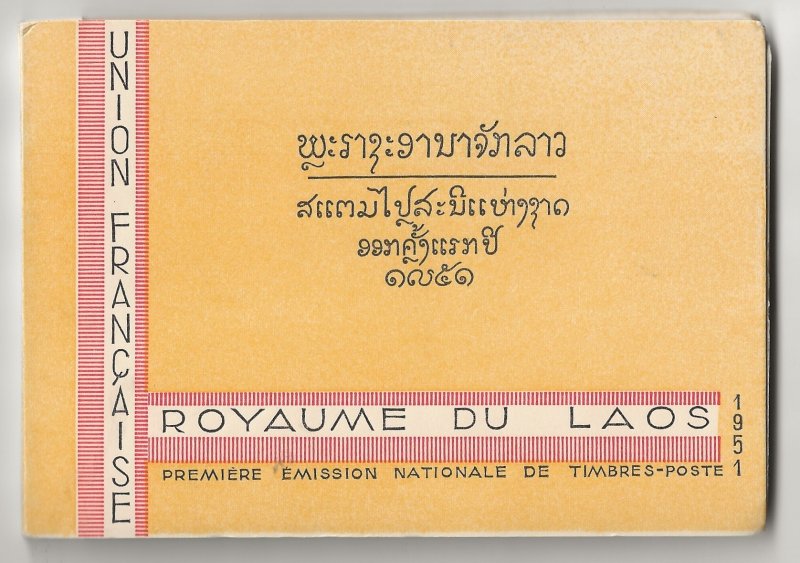 UNION FRANÇAISE
ພຼະຣາຊະອານາຈັກລາວ
ສແຕມໄປສະນີແຫ່ງຊາດ
ອອກຄັ້ງແຮກປີ
໑໙໕໑
ROYAUME DU LAOS
PREMIÈRE ÉMISSION NATIONALE DE TIMBRES-POSTE
1951